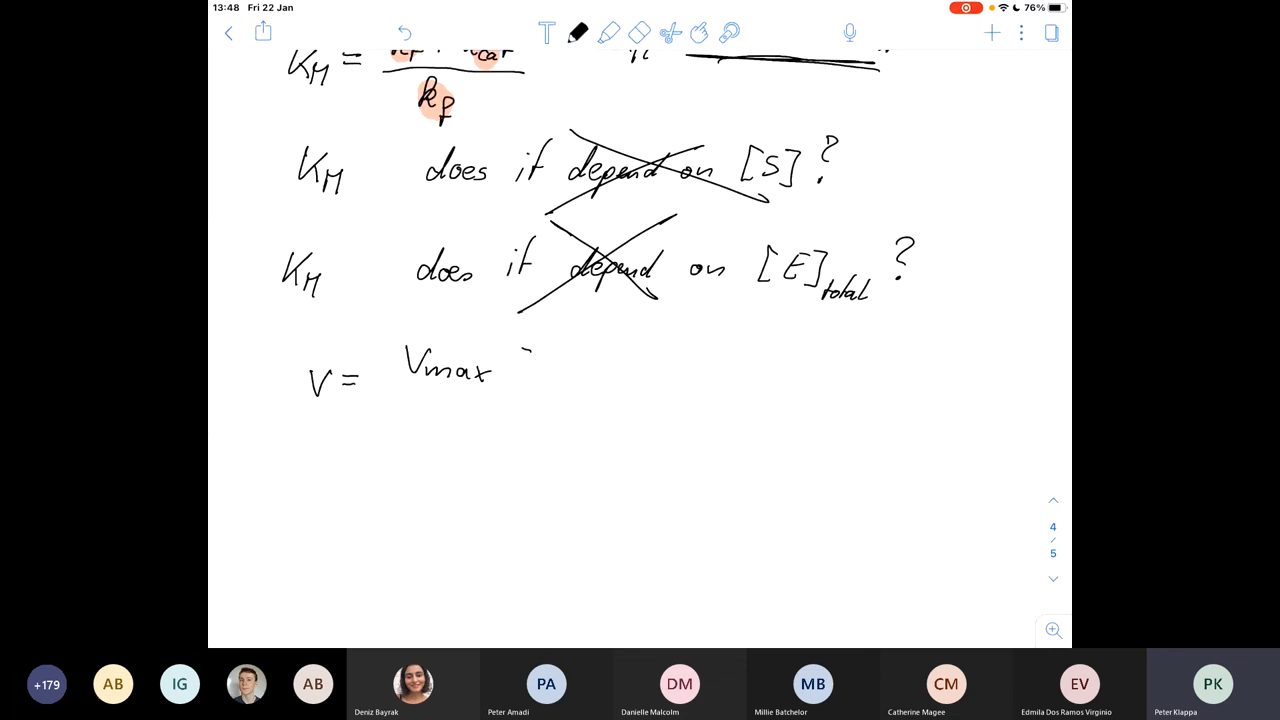 13:48 Fri 22 Jan 76%
K_M =
k_f
K_M does it depend on [S]?
K_M does it depend on [E]total?
V = Vmax
4
/
5
+179 AB IG AB PA DM MB CM EV PK
Deniz Bayrak Peter Amadi Danielle Malcolm Millie Batchelor Catherine Magee Edmila Dos Ramos Virginio Peter Klappa